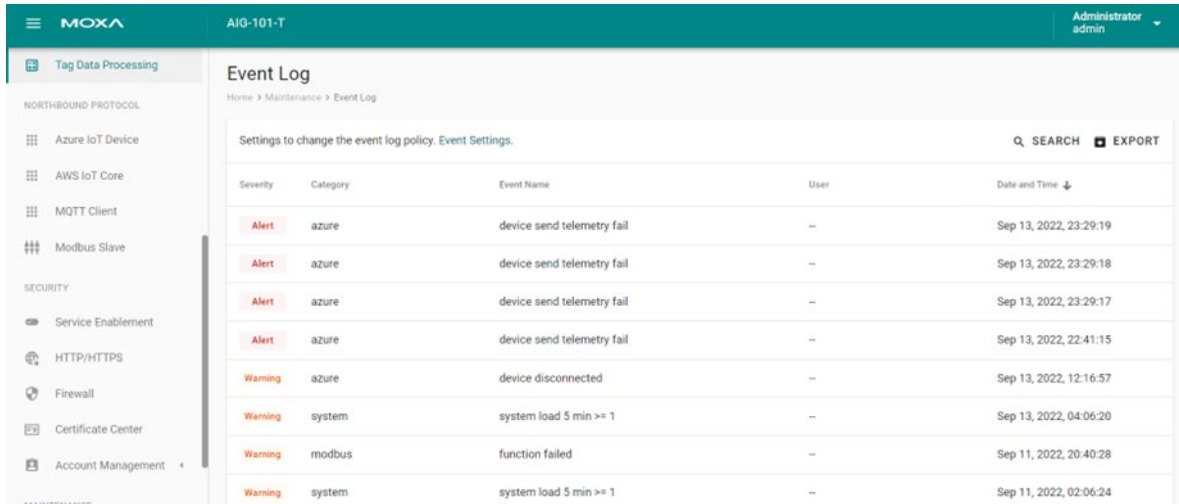 MOXA
AIG-101-T
Administrator
admin
Tag Data Processing
NORTHBOUND PROTOCOL
Azure IoT Device
AWS IoT Core
MQTT Client
Modbus Slave
SECURITY
Service Enablement
HTTP/HTTPS
Firewall
Certificate Center
Account Management
MAINTENANCE
Event Log
Home > Maintenance > Event Log
Settings to change the event log policy. Event Settings.
SEARCH EXPORT
Severity Category Event Name User Date and Time
Alert azure device send telemetry fail -- Sep 13, 2022, 23:29:19
Alert azure device send telemetry fail -- Sep 13, 2022, 23:29:18
Alert azure device send telemetry fail -- Sep 13, 2022, 23:29:17
Alert azure device send telemetry fail -- Sep 13, 2022, 22:41:15
Warning azure device disconnected -- Sep 13, 2022, 12:16:57
Warning system system load 5 min >= 1 -- Sep 13, 2022, 04:06:20
Warning modbus function failed -- Sep 11, 2022, 20:40:28
Warning system system load 5 min >= 1 -- Sep 11, 2022, 02:06:24